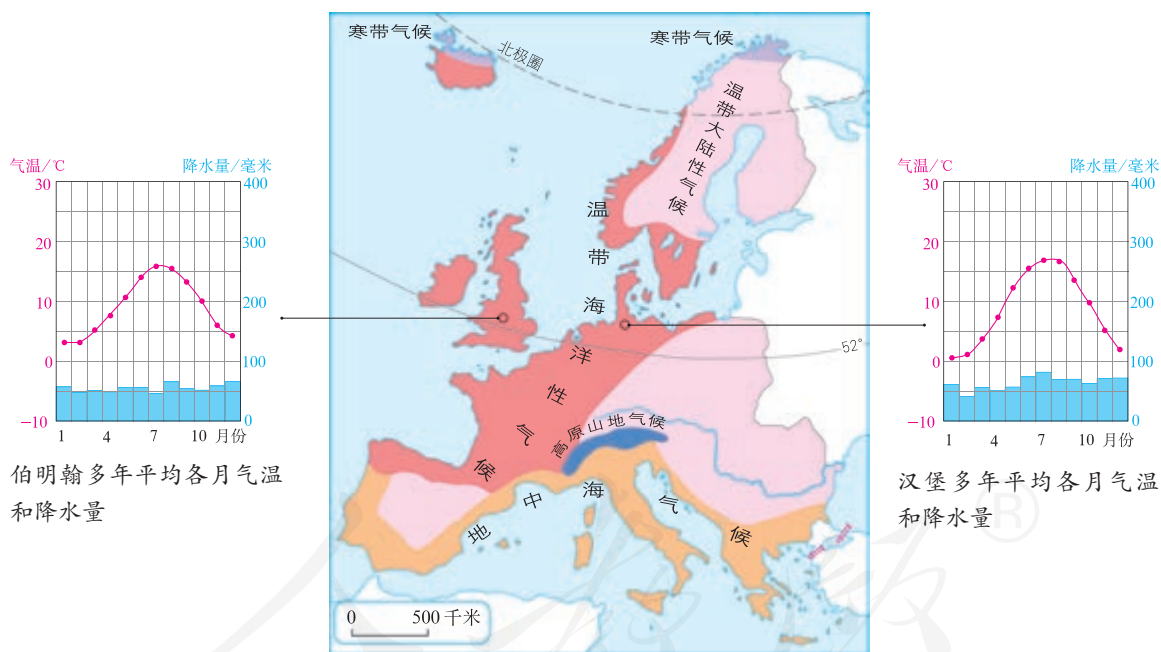 气温/℃
降水量/毫米
30
20
10
0
−10
400
300
200
100
0
1
4
7
10
月份
伯明翰多年平均各月气温
和降水量
寒带气候
寒带气候
北极圈
温带大陆性气候
温带海洋性气候
52°
高原山地气候
地中海气候
0
500 千米
气温/℃
降水量/毫米
30
20
10
0
−10
400
300
200
100
0
1
4
7
10
月份
汉堡多年平均各月气温
和降水量
®